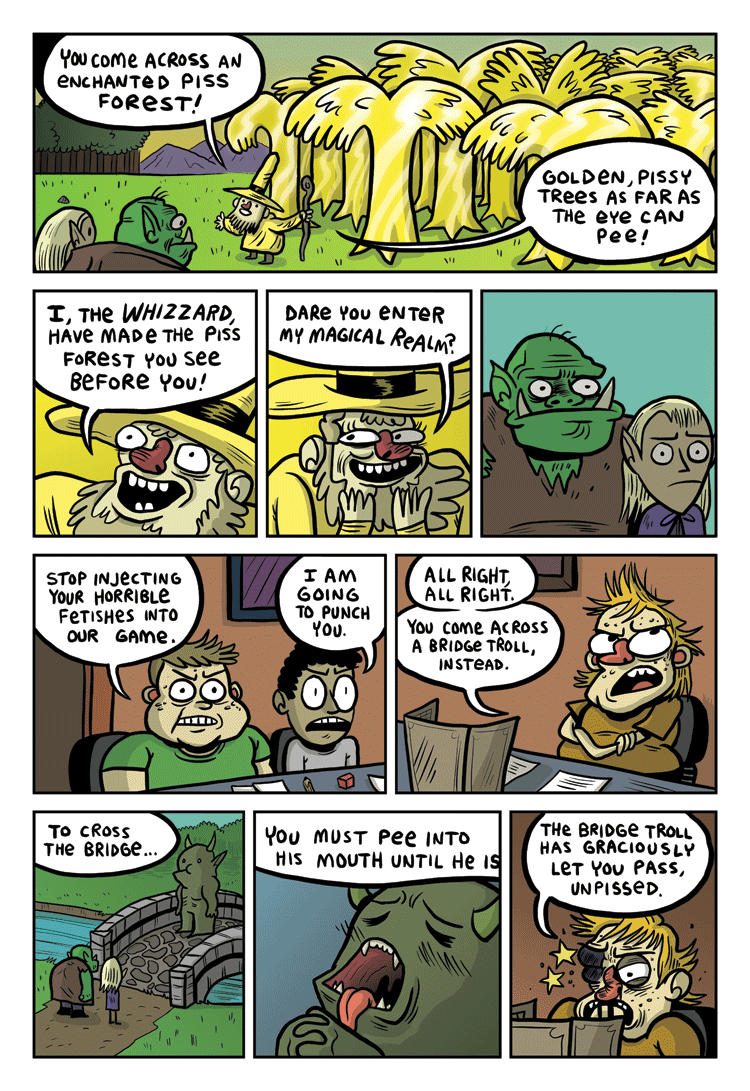 YOU COME ACROSS AN
ENCHANTED PISS
FOREST!
GOLDEN, PISSY
TREES AS FAR AS
THE EYE CAN
PEE!
I, THE WHIZZARD,
HAVE MADE THE PISS
FOREST YOU SEE
BEFORE YOU!
DARE YOU ENTER
MY MAGICAL REALM?
STOP INJECTING
YOUR HORRIBLE
FETISHES INTO
OUR GAME.
I AM
GOING
TO PUNCH
YOU.
ALL RIGHT,
ALL RIGHT.
YOU COME ACROSS
A BRIDGE TROLL,
INSTEAD.
TO CROSS
THE BRIDGE...
YOU MUST PEE INTO
HIS MOUTH UNTIL HE IS
THE BRIDGE TROLL
HAS GRACIOUSLY
LET YOU PASS,
UNPISSED.